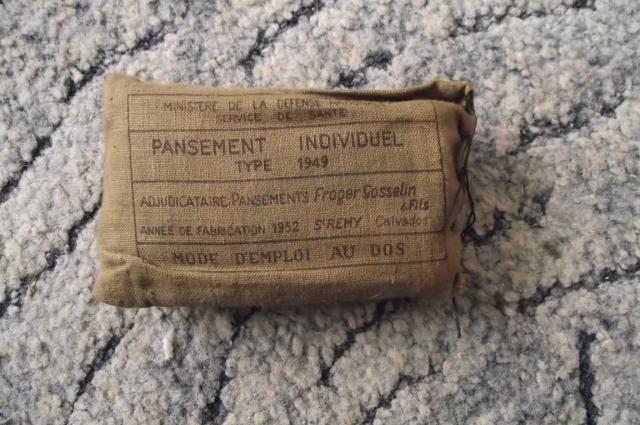 MINISTERE DE LA DEFENSE
SERVICE DE SANTE
PANSEMENT INDIVIDUEL
TYPE 1949
ADJUDICATAIRE: PANSEMENTS Froger Gosselin
& Fils
ANNEE DE FABRICATION 1952 St REMY Calvados
MODE D'EMPLOI AU DOS